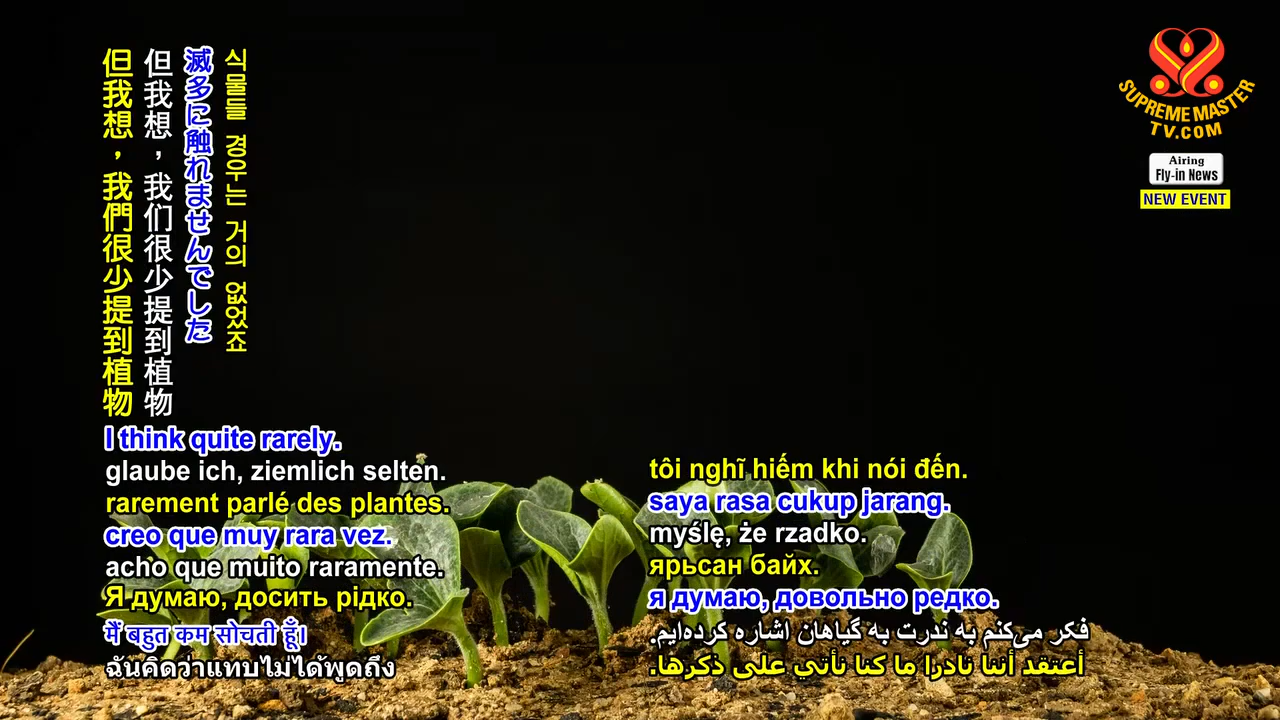 但我想，我們很少提到植物
但我想，我们很少提到植物
滅多に触れませんでした
식물들 경우는 거의 없었죠
I think quite rarely.
glaube ich, ziemlich selten.
rarement parlé des plantes.
creo que muy rara vez.
acho que muito raramente.
Я думаю, досить рідко.
मैं बहुत कम सोचती हूँ।
ฉันคิดว่าแทบไม่ได้พูดถึง
tôi nghĩ hiếm khi nói đến.
saya rasa cukup jarang.
myślę, że rzadko.
ярьсан байх.
я думаю, довольно редко.
فکر می‌کنم به ندرت به گیاهان اشاره کرده‌ایم.
أعتقد أننا نادرا ما كنا نأتي على ذكرها.
SUPREME MASTER
TV.COM
Airing
Fly-in News
NEW EVENT